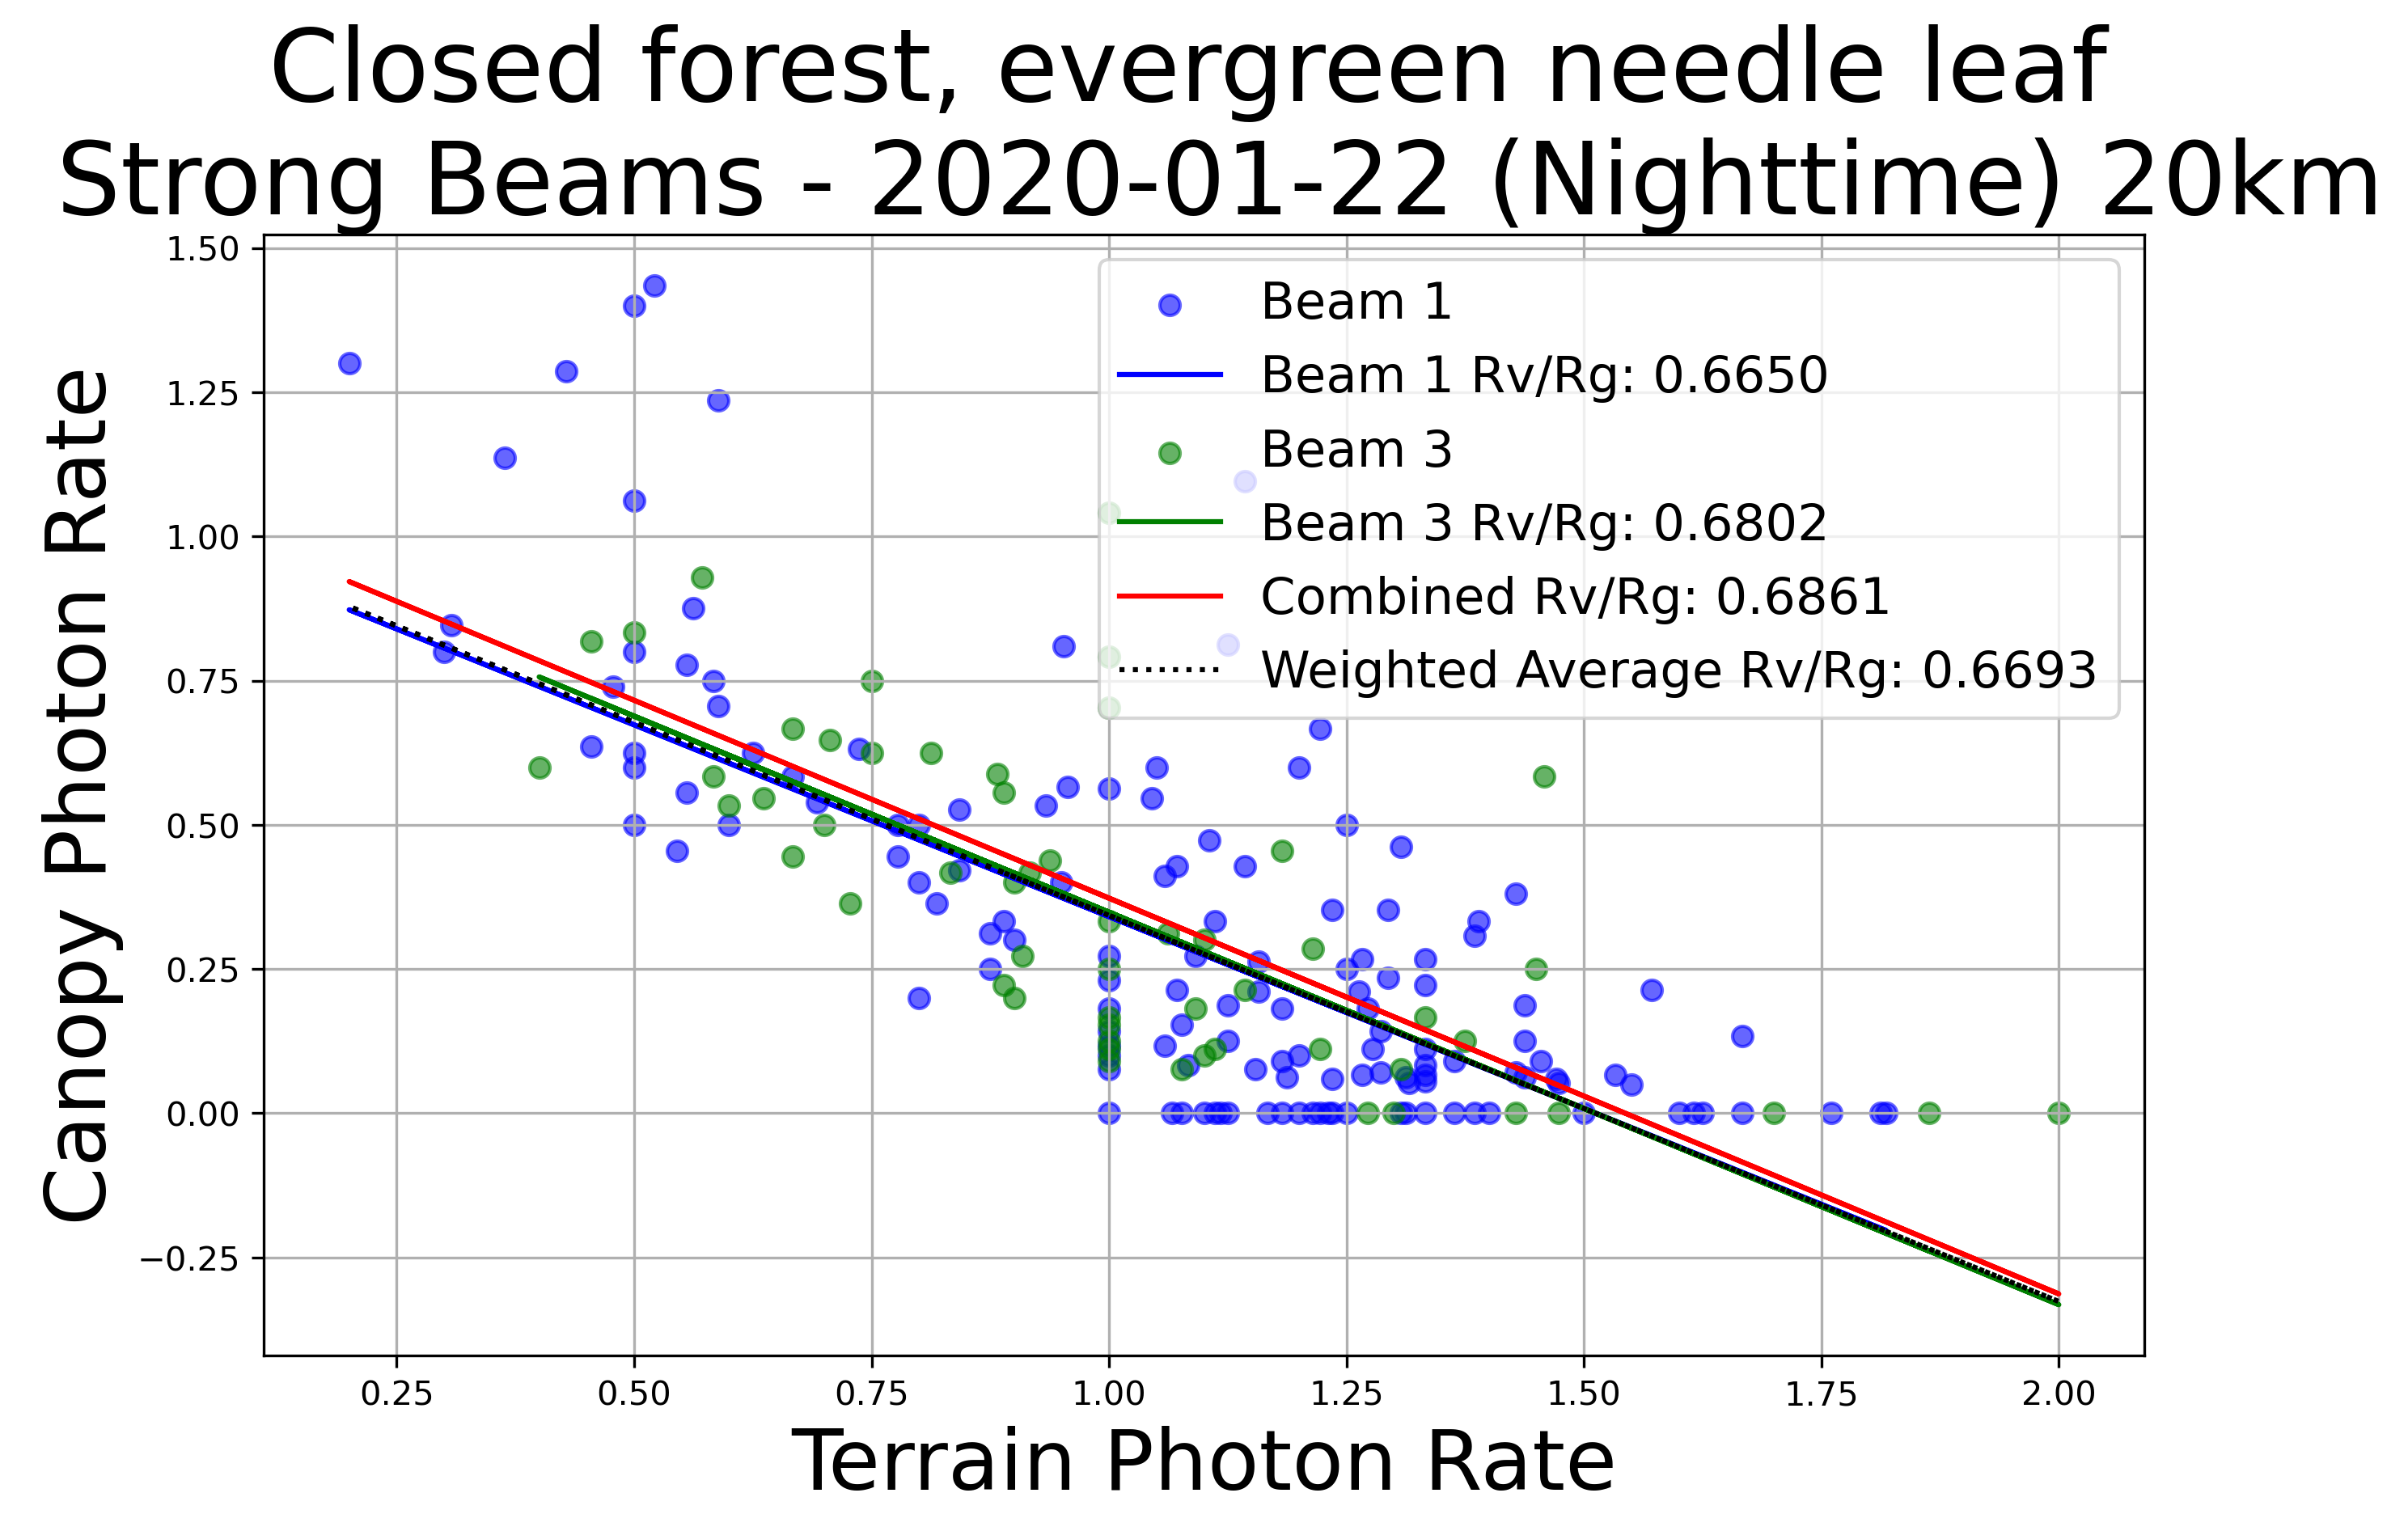 Closed forest, evergreen needle leaf
Strong Beams - 2020-01-22 (Nighttime) 20km
1.50
1.25
1.00
0.75
0.50
0.25
0.00
−0.25
Canopy Photon Rate
Beam 1
Beam 1 Rv/Rg: 0.6650
Beam 3
Beam 3 Rv/Rg: 0.6802
Combined Rv/Rg: 0.6861
Weighted Average Rv/Rg: 0.6693
0.25 0.50 0.75 1.00 1.25 1.50 1.75 2.00
Terrain Photon Rate